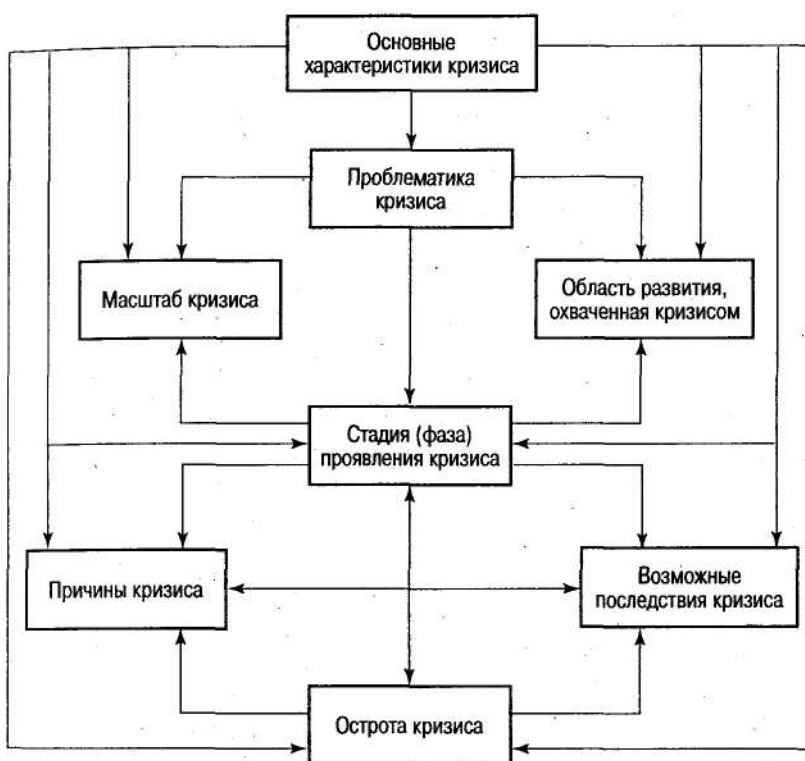 Основные
характеристики кризиса
Проблематика
кризиса
Масштаб кризиса
Область развития,
охваченная кризисом
Стадия (фаза)
проявления кризиса
Причины кризиса
Возможные
последствия кризиса
Острота кризиса